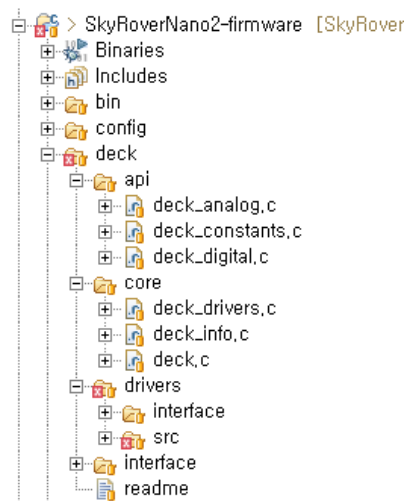 > SkyRoverNano2-firmware [SkyRover
Binaries
Includes
bin
config
deck
api
deck_analog.c
deck_constants.c
deck_digital.c
core
deck_drivers.c
deck_info.c
deck.c
drivers
interface
src
interface
readme